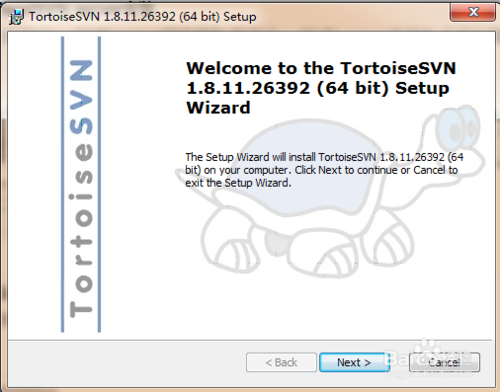 TortoiseSVN 1.8.11.26392 (64 bit) Setup
TortoiseSVN
Welcome to the TortoiseSVN
1.8.11.26392 (64 bit) Setup
Wizard
The Setup Wizard will install TortoiseSVN 1.8.11.26392 (64
bit) on your computer. Click Next to continue or Cancel to
exit the Setup Wizard.
< Back
Next >
Cancel